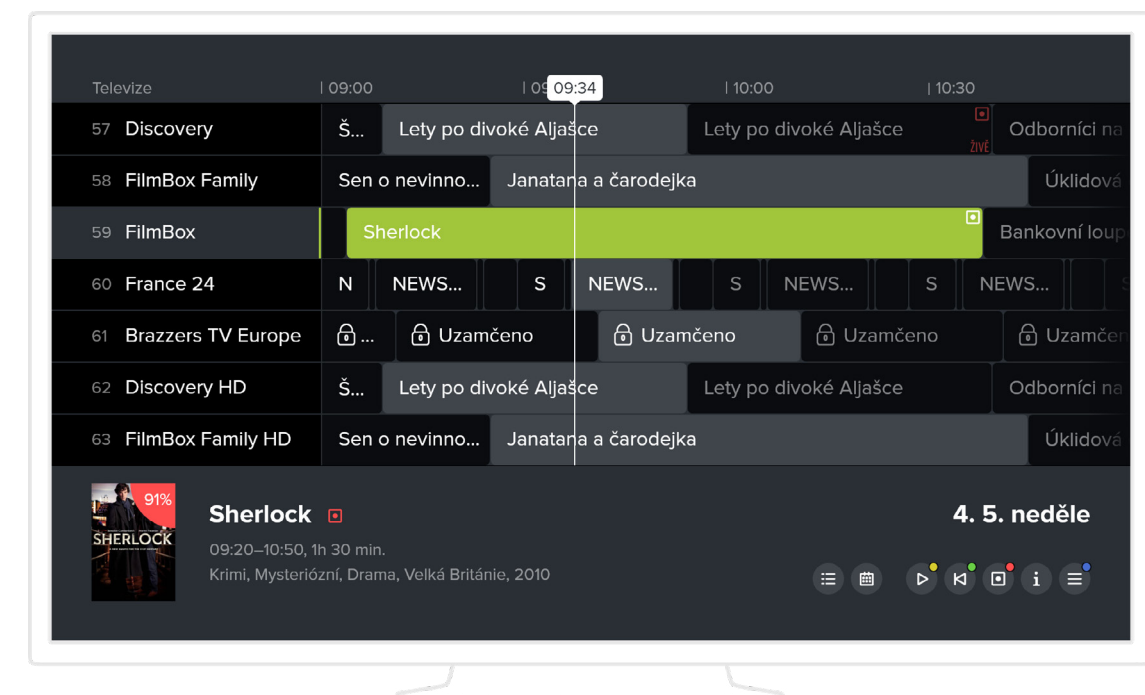 Televize 09:00 09 09:34 10:00 10:30
57 Discovery Š... Lety po divoké Aljašce Lety po divoké Aljašce ŽIVĚ Odborníci na
58 FilmBox Family Sen o nevinno... Janatana a čarodejka Úklidová
59 FilmBox Sherlock Bankovní loup
60 France 24 N NEWS... S NEWS... S NEWS... S NEWS... S
61 Brazzers TV Europe ... Uzamčeno Uzamčeno Uzamčeno Uzamčen
62 Discovery HD Š... Lety po divoké Aljašce Lety po divoké Aljašce Odborníci na
63 FilmBox Family HD Sen o nevinno... Janatana a čarodejka Úklidová
91%
SHERLOCK
Sherlock
4. 5. neděle
09:20–10:50, 1h 30 min.
Krimi, Mysteriózní, Drama, Velká Británie, 2010